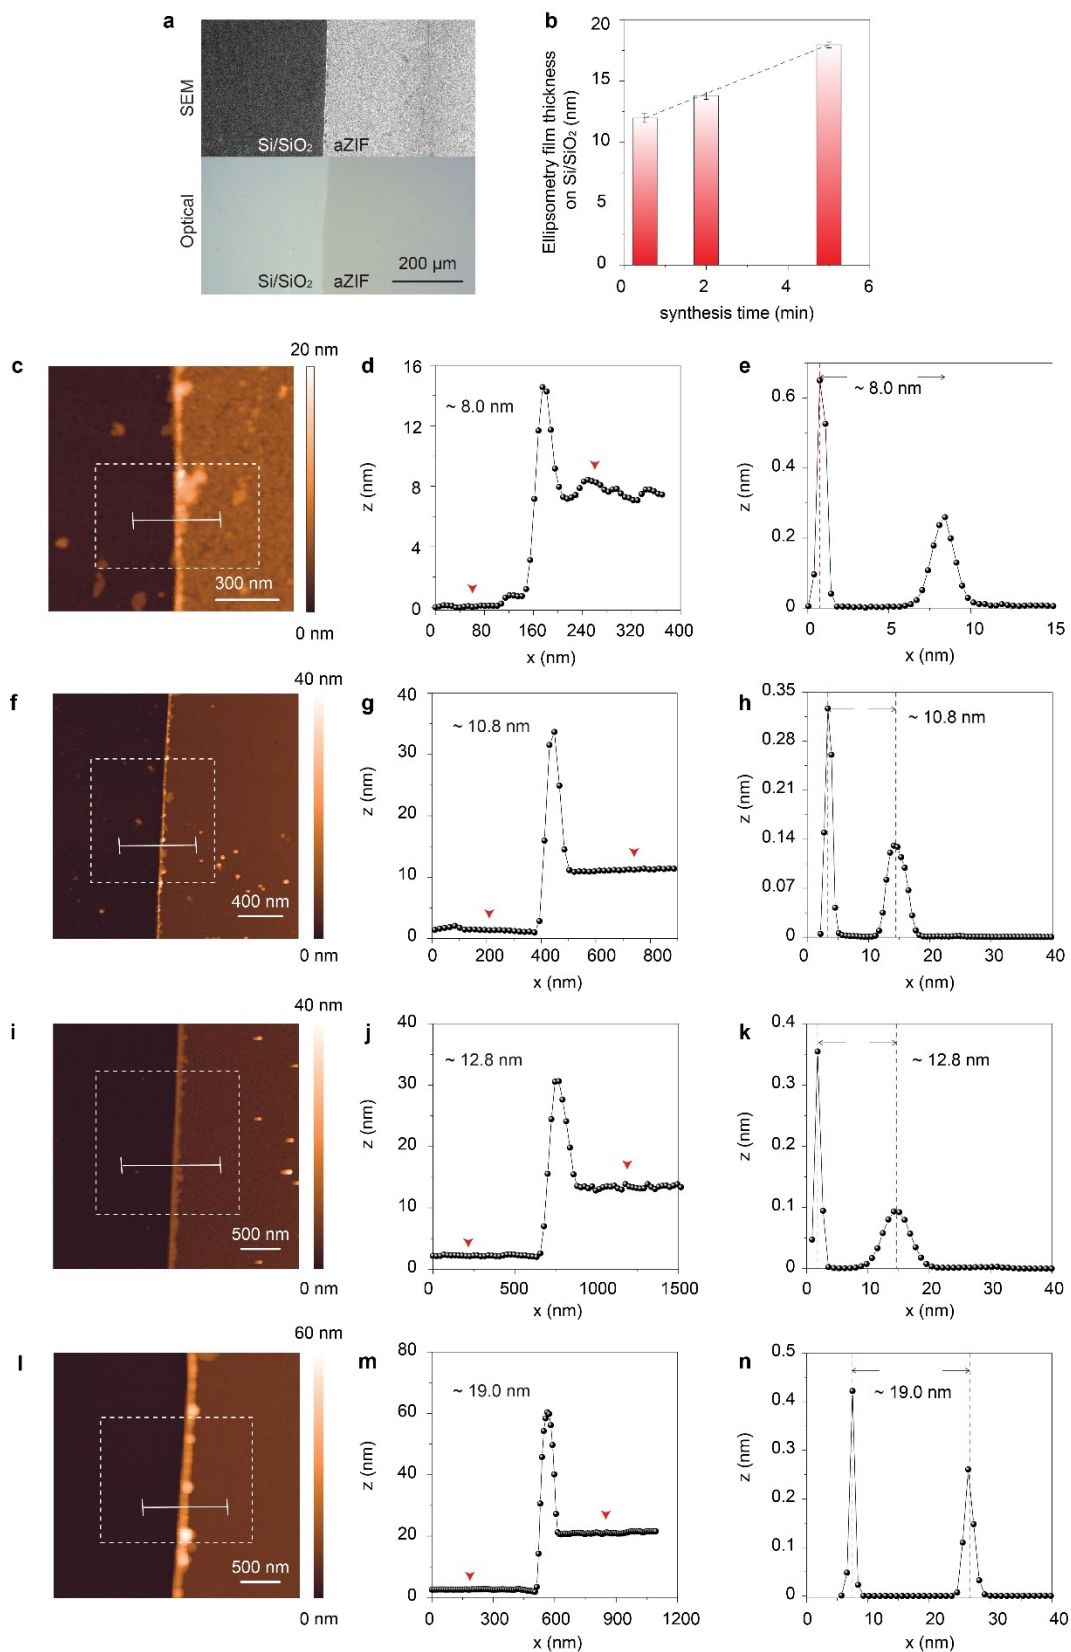 a
SEM
Si/SiO₂ aZIF
Optical
Si/SiO₂ aZIF
200 µm
b
Ellipsometry film thickness
on Si/SiO₂ (nm)
20
15
10
5
0
0 2 4 6
synthesis time (min)
c
20 nm
300 nm
0 nm
d
~ 8.0 nm
z (nm)
16
12
8
4
0
0 80 160 240 320 400
x (nm)
e
~ 8.0 nm
z (nm)
0.6
0.4
0.2
0
0 5 10 15
x (nm)
f
40 nm
400 nm
0 nm
g
~ 10.8 nm
z (nm)
40
30
20
10
0
0 200 400 600 800
x (nm)
h
~ 10.8 nm
z (nm)
0.35
0.28
0.21
0.14
0.07
0
0 10 20 30 40
x (nm)
i
40 nm
500 nm
0 nm
j
~ 12.8 nm
z (nm)
40
30
20
10
0
0 500 1000 1500
x (nm)
k
~ 12.8 nm
z (nm)
0.4
0.3
0.2
0.1
0
0 10 20 30 40
x (nm)
l
60 nm
500 nm
0 nm
m
~ 19.0 nm
z (nm)
80
60
40
20
0
0 300 600 900 1200
x (nm)
n
~ 19.0 nm
z (nm)
0.5
0.4
0.3
0.2
0.1
0
0 10 20 30 40
x (nm)